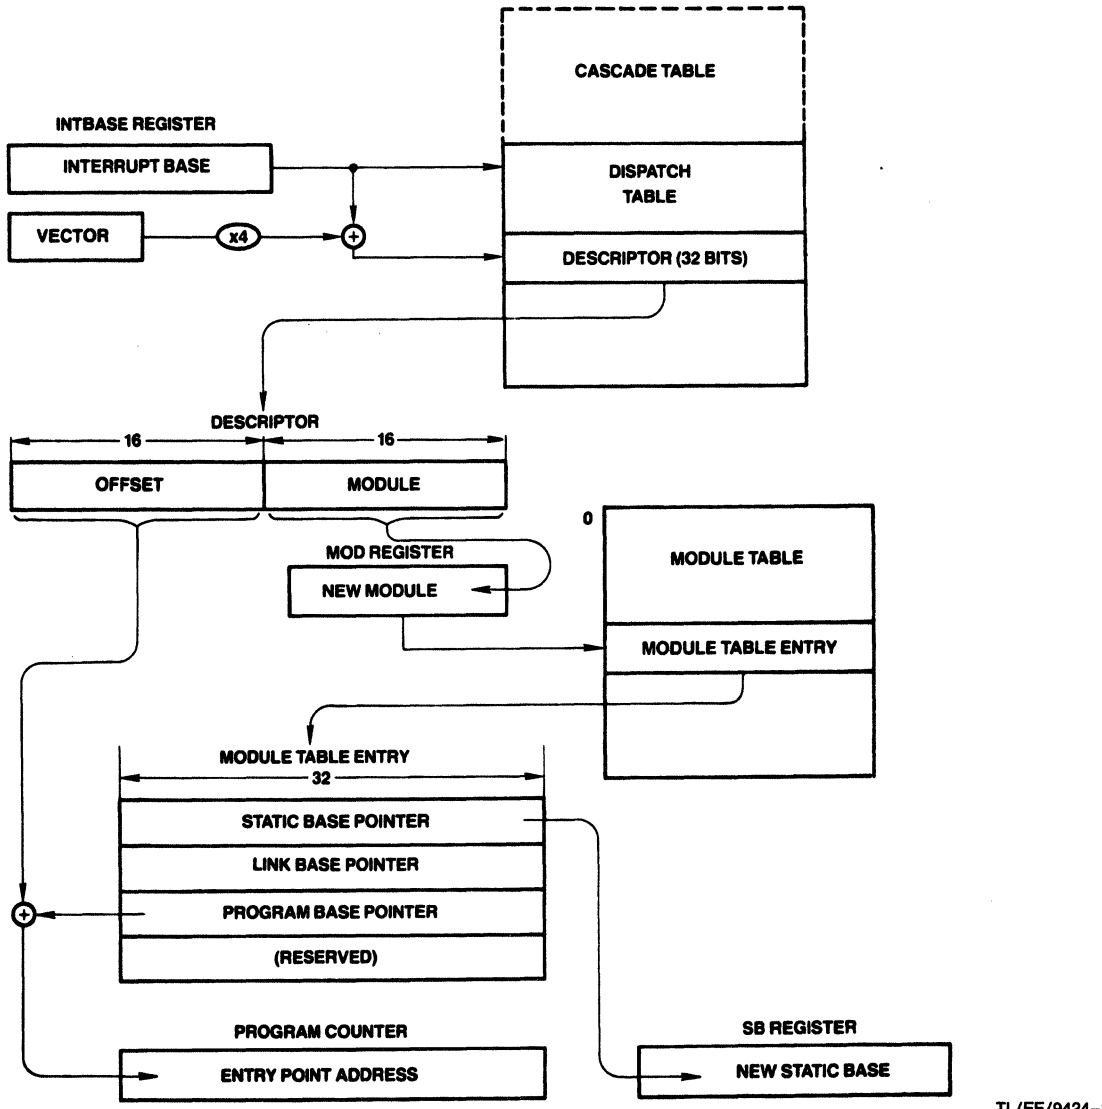 CASCADE TABLE
INTBASE REGISTER
INTERRUPT BASE
DISPATCH
TABLE
VECTOR
x4
+
DESCRIPTOR (32 BITS)
DESCRIPTOR
16
16
OFFSET
MODULE
0
MOD REGISTER
NEW MODULE
MODULE TABLE
MODULE TABLE ENTRY
MODULE TABLE ENTRY
32
STATIC BASE POINTER
LINK BASE POINTER
+
PROGRAM BASE POINTER
(RESERVED)
PROGRAM COUNTER
ENTRY POINT ADDRESS
SB REGISTER
NEW STATIC BASE